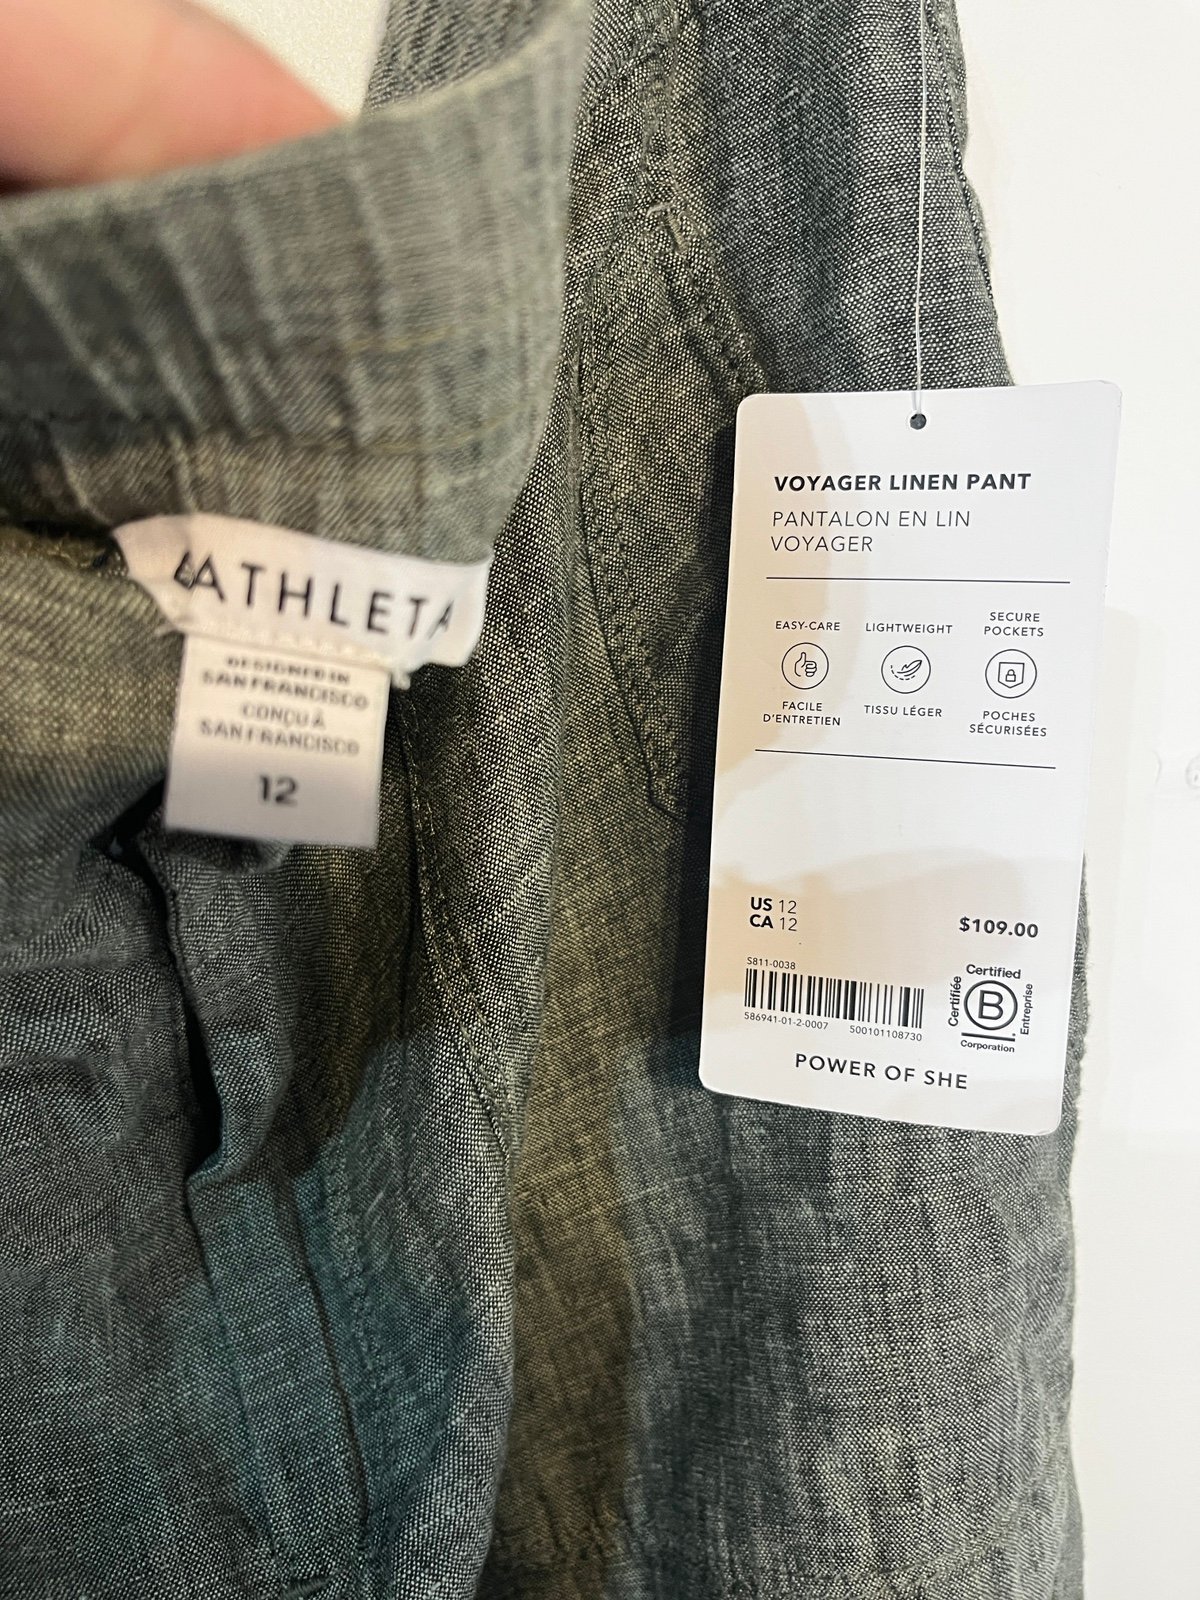 ATHLETA
DESIGNED IN
SAN FRANCISCO
CONÇU À
SAN FRANCISCO
12
VOYAGER LINEN PANT
PANTALON EN LIN
VOYAGER
EASY-CARE
FACILE
D'ENTRETIEN
LIGHTWEIGHT
TISSU LÉGER
SECURE
POCKETS
POCHES
SÉCURISÉES
US 12
CA 12
$109.00
S811-0038
586941-01-2-0007 500101108730
Certified
Certifiée
B
Entreprise
Corporation
POWER OF SHE